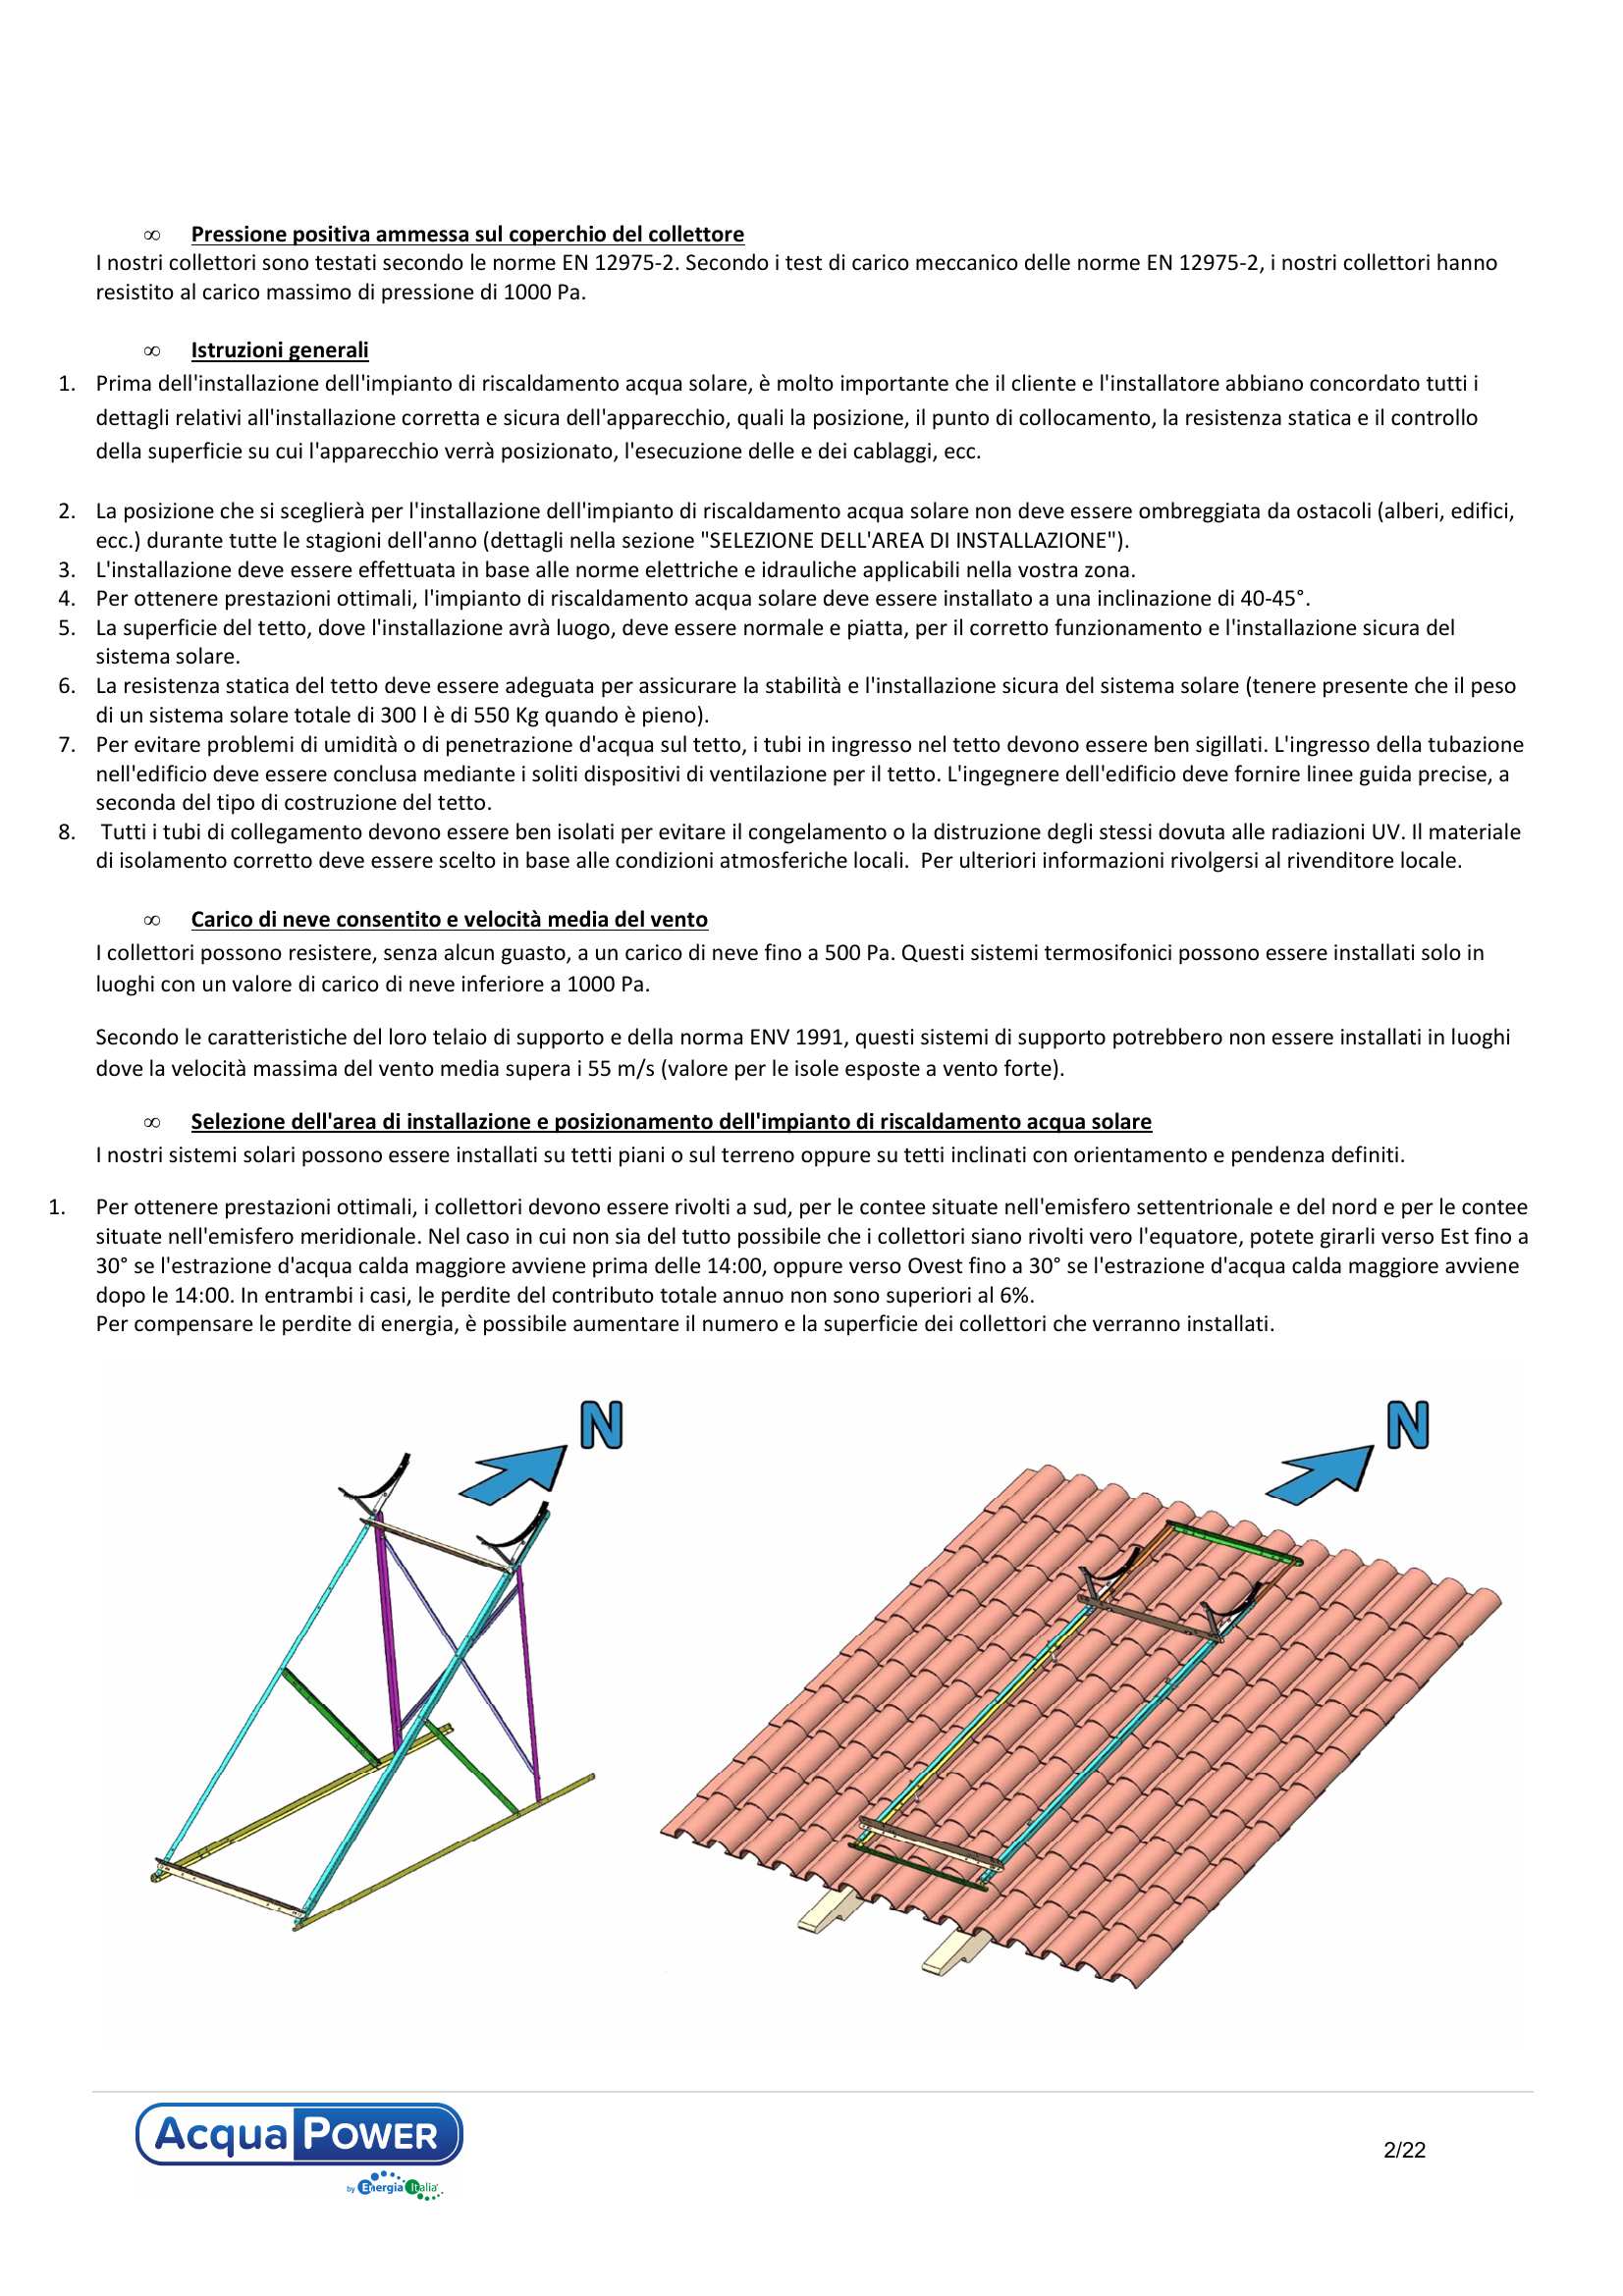 ∞ Pressione positiva ammessa sul coperchio del collettore
I nostri collettori sono testati secondo le norme EN 12975-2. Secondo i test di carico meccanico delle norme EN 12975-2, i nostri collettori hanno
resistito al carico massimo di pressione di 1000 Pa.
∞ Istruzioni generali
1. Prima dell'installazione dell'impianto di riscaldamento acqua solare, è molto importante che il cliente e l'installatore abbiano concordato tutti i
dettagli relativi all'installazione corretta e sicura dell'apparecchio, quali la posizione, il punto di collocamento, la resistenza statica e il controllo
della superficie su cui l'apparecchio verrà posizionato, l'esecuzione delle e dei cablaggi, ecc.
2. La posizione che si sceglierà per l'installazione dell'impianto di riscaldamento acqua solare non deve essere ombreggiata da ostacoli (alberi, edifici,
ecc.) durante tutte le stagioni dell'anno (dettagli nella sezione "SELEZIONE DELL'AREA DI INSTALLAZIONE").
3. L'installazione deve essere effettuata in base alle norme elettriche e idrauliche applicabili nella vostra zona.
4. Per ottenere prestazioni ottimali, l'impianto di riscaldamento acqua solare deve essere installato a una inclinazione di 40-45°.
5. La superficie del tetto, dove l'installazione avrà luogo, deve essere normale e piatta, per il corretto funzionamento e l'installazione sicura del
sistema solare.
6. La resistenza statica del tetto deve essere adeguata per assicurare la stabilità e l'installazione sicura del sistema solare (tenere presente che il peso
di un sistema solare totale di 300 l è di 550 Kg quando è pieno).
7. Per evitare problemi di umidità o di penetrazione d'acqua sul tetto, i tubi in ingresso nel tetto devono essere ben sigillati. L'ingresso della tubazione
nell'edificio deve essere conclusa mediante i soliti dispositivi di ventilazione per il tetto. L'ingegnere dell'edificio deve fornire linee guida precise, a
seconda del tipo di costruzione del tetto.
8. Tutti i tubi di collegamento devono essere ben isolati per evitare il congelamento o la distruzione degli stessi dovuta alle radiazioni UV. Il materiale
di isolamento corretto deve essere scelto in base alle condizioni atmosferiche locali. Per ulteriori informazioni rivolgersi al rivenditore locale.
∞ Carico di neve consentito e velocità media del vento
I collettori possono resistere, senza alcun guasto, a un carico di neve fino a 500 Pa. Questi sistemi termosifonici possono essere installati solo in
luoghi con un valore di carico di neve inferiore a 1000 Pa.
Secondo le caratteristiche del loro telaio di supporto e della norma ENV 1991, questi sistemi di supporto potrebbero non essere installati in luoghi
dove la velocità massima del vento media supera i 55 m/s (valore per le isole esposte a vento forte).
∞ Selezione dell'area di installazione e posizionamento dell'impianto di riscaldamento acqua solare
I nostri sistemi solari possono essere installati su tetti piani o sul terreno oppure su tetti inclinati con orientamento e pendenza definiti.
1. Per ottenere prestazioni ottimali, i collettori devono essere rivolti a sud, per le contee situate nell'emisfero settentrionale e del nord e per le contee
situate nell'emisfero meridionale. Nel caso in cui non sia del tutto possibile che i collettori siano rivolti vero l'equatore, potete girarli verso Est fino a
30° se l'estrazione d'acqua calda maggiore avviene prima delle 14:00, oppure verso Ovest fino a 30° se l'estrazione d'acqua calda maggiore avviene
dopo le 14:00. In entrambi i casi, le perdite del contributo totale annuo non sono superiori al 6%.
Per compensare le perdite di energia, è possibile aumentare il numero e la superficie dei collettori che verranno installati.
N
N
Acqua POWER
by Energia Italia
2/22